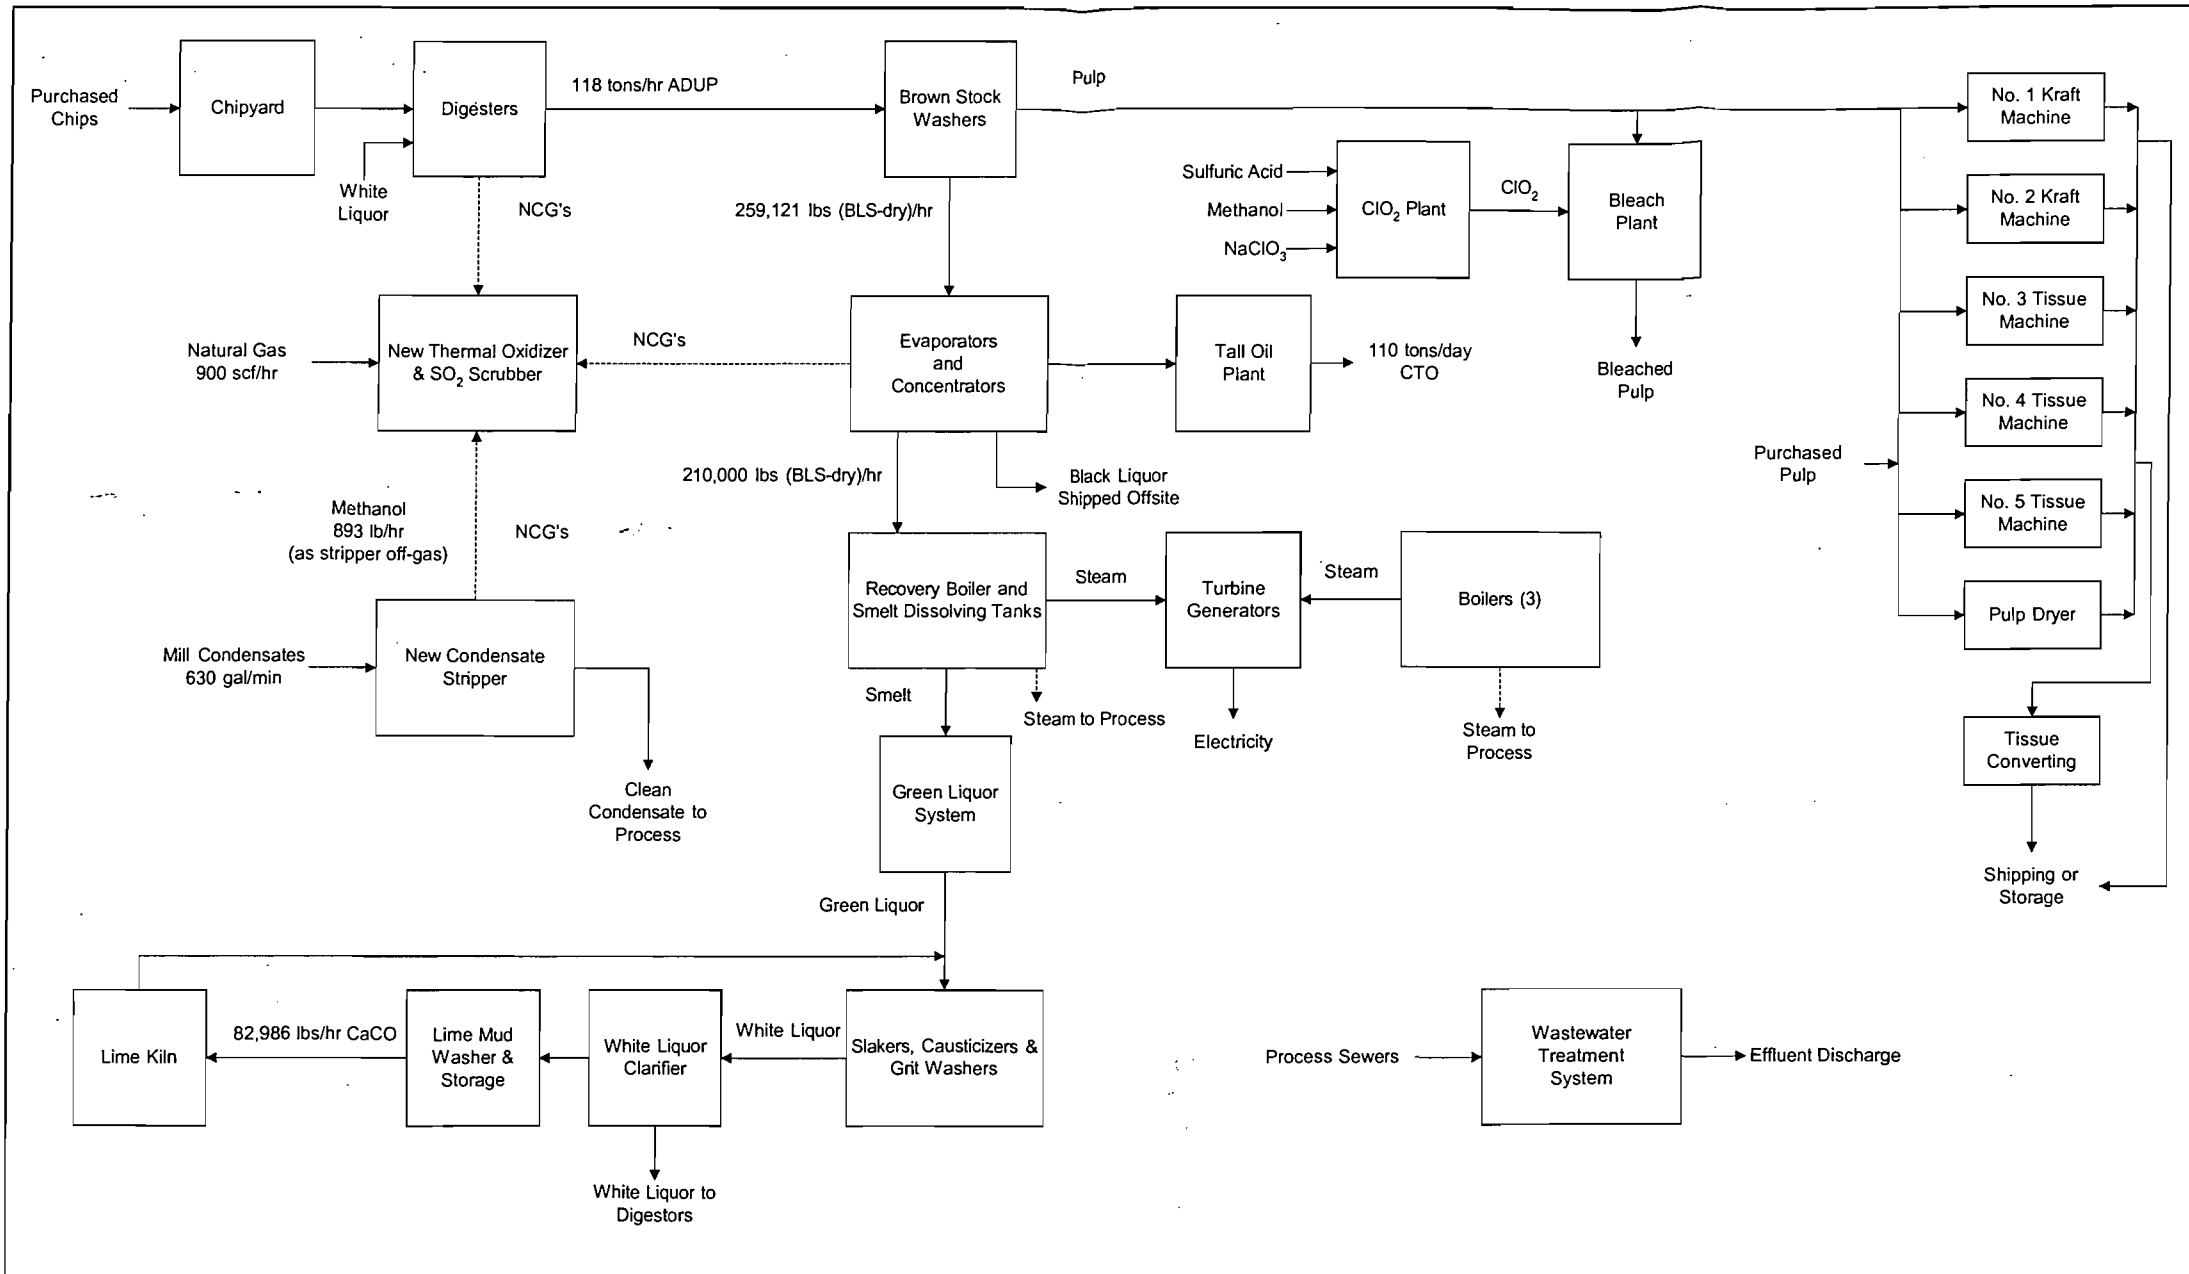 Purchased
Chips
Chipyard
Digesters
118 tons/hr ADUP
Brown Stock
Washers
Pulp
No. 1 Kraft
Machine
White
Liquor
NCG's
259,121 lbs (BLS-dry)/hr
Sulfuric Acid
Methanol
NaClO3
ClO2 Plant
ClO2
Bleach
Plant
No. 2 Kraft
Machine
Natural Gas
900 scf/hr
New Thermal Oxidizer
& SO2 Scrubber
NCG's
Evaporators
and
Concentrators
Tall Oil
Plant
110 tons/day
CTO
Bleached
Pulp
No. 3 Tissue
Machine
No. 4 Tissue
Machine
Purchased
Pulp
No. 5 Tissue
Machine
Pulp Dryer
Methanol
893 lb/hr
(as stripper off-gas)
NCG's
210,000 lbs (BLS-dry)/hr
Black Liquor
Shipped Offsite
Mill Condensates
630 gal/min
New Condensate
Stripper
Clean
Condensate to
Process
Recovery Boiler and
Smelt Dissolving Tanks
Steam
Turbine
Generators
Steam
Boilers (3)
Smelt
Steam to Process
Electricity
Steam to
Process
Tissue
Converting
Shipping or
Storage
Green Liquor
System
Green Liquor
Lime Kiln
82,986 lbs/hr CaCO
Lime Mud
Washer &
Storage
White Liquor
Clarifier
White Liquor
Slakers, Causticizers &
Grit Washers
White Liquor to
Digestors
Process Sewers
Wastewater
Treatment
System
Effluent Discharge